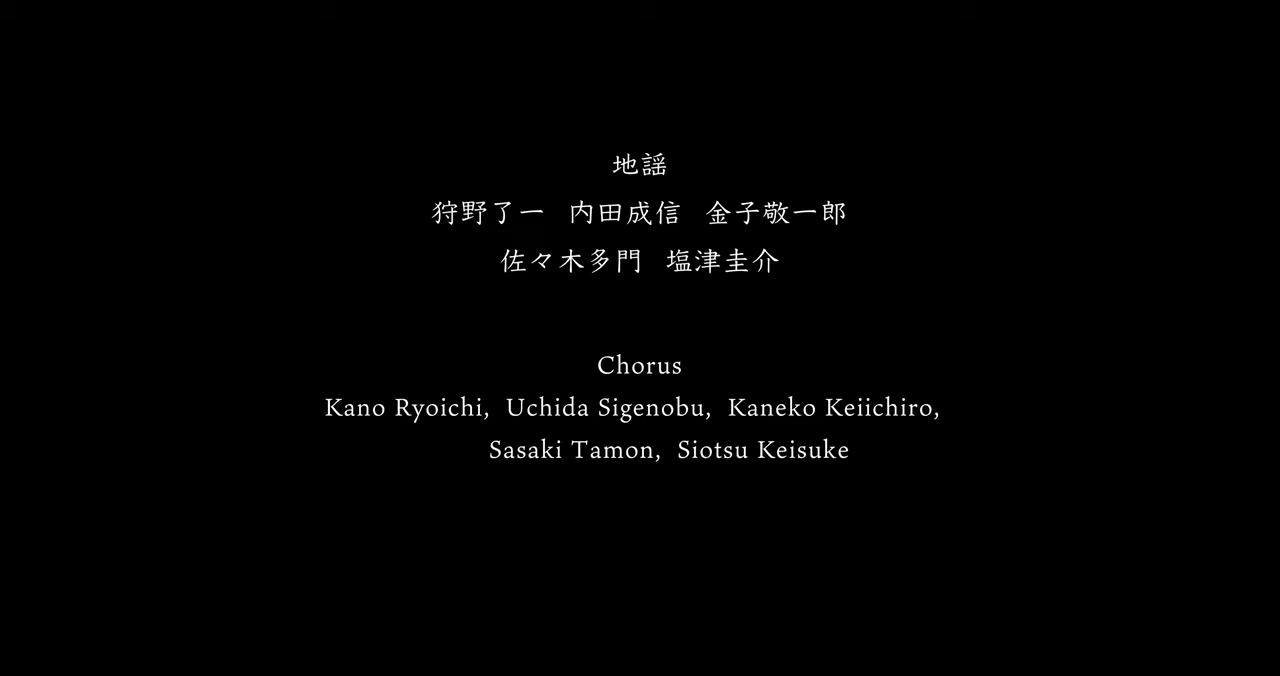 地謡
狩野了一 内田成信 金子敬一郎
佐々木多門 塩津圭介
Chorus
Kano Ryoichi, Uchida Sigenobu, Kaneko Keiichiro,
Sasaki Tamon, Siotsu Keisuke